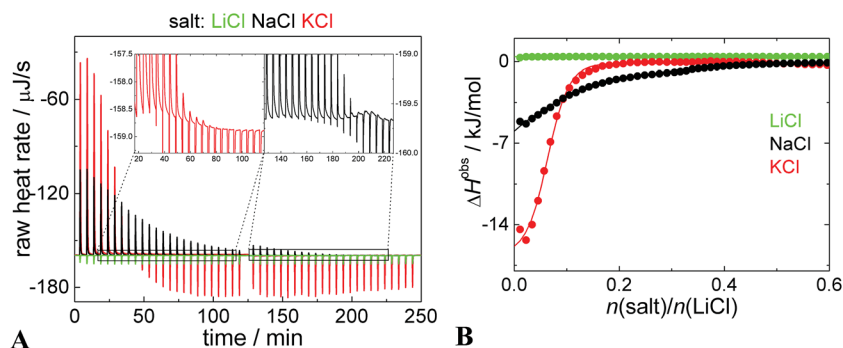 salt: LiCl NaCl KCl
A
raw heat rate / μJ/s
-60
-120
-180
0 50 100 150 200 250
time / min
-157.5
-158.0
-158.5
-159.0
20 40 60 80 100
-159.0
-159.6
-160.0
140 160 180 200 220
B
ΔH^obs / kJ/mol
0
-7
-14
0.0 0.2 0.4 0.6
n(salt)/n(LiCl)
LiCl
NaCl
KCl